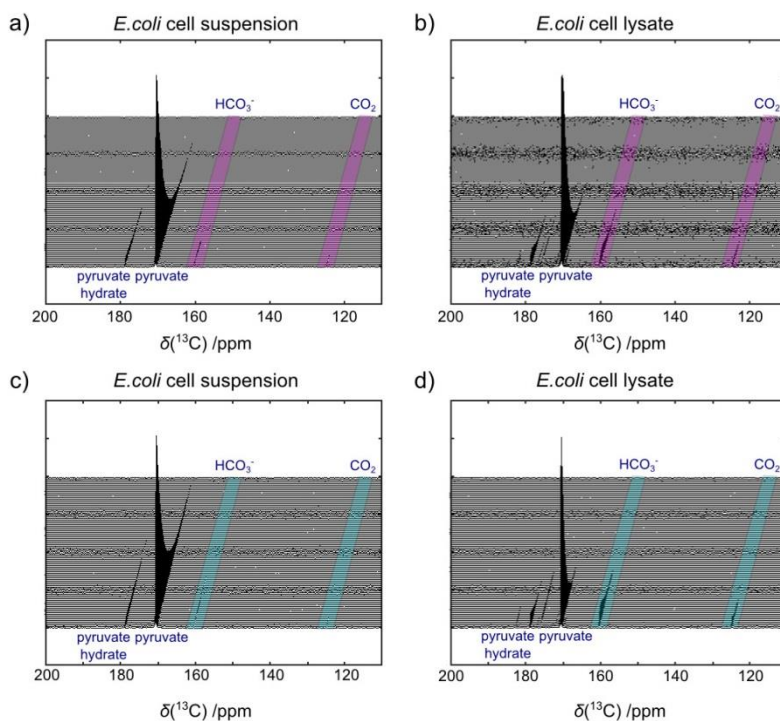 a) E.coli cell suspension
HCO₃⁻ CO₂
pyruvate pyruvate
hydrate
200 180 160 140 120
δ(¹³C) /ppm
b) E.coli cell lysate
HCO₃⁻ CO₂
pyruvate pyruvate
hydrate
200 180 160 140 120
δ(¹³C) /ppm
c) E.coli cell suspension
HCO₃⁻ CO₂
pyruvate pyruvate
hydrate
200 180 160 140 120
δ(¹³C) /ppm
d) E.coli cell lysate
HCO₃⁻ CO₂
pyruvate pyruvate
hydrate
200 180 160 140 120
δ(¹³C) /ppm